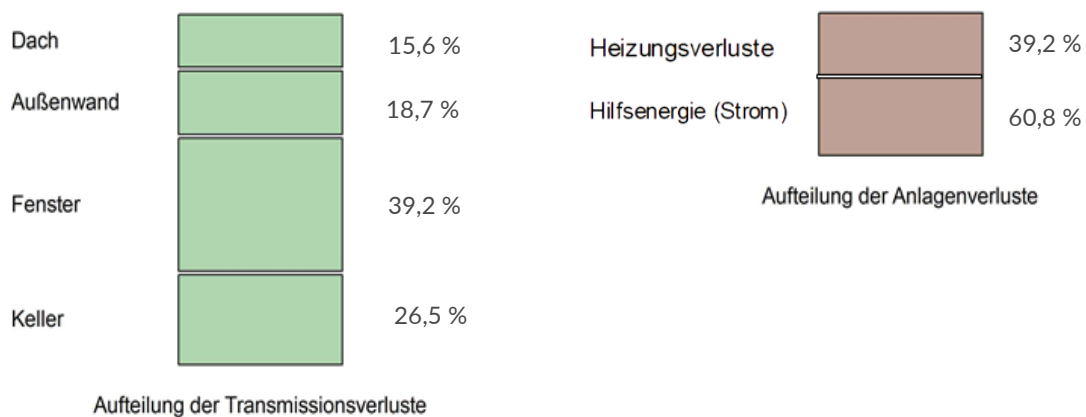 Dach 15,6 %
Außenwand 18,7 %
Fenster 39,2 %
Keller 26,5 %
Aufteilung der Transmissionsverluste
Heizungsverluste 39,2 %
Hilfsenergie (Strom) 60,8 %
Aufteilung der Anlagenverluste